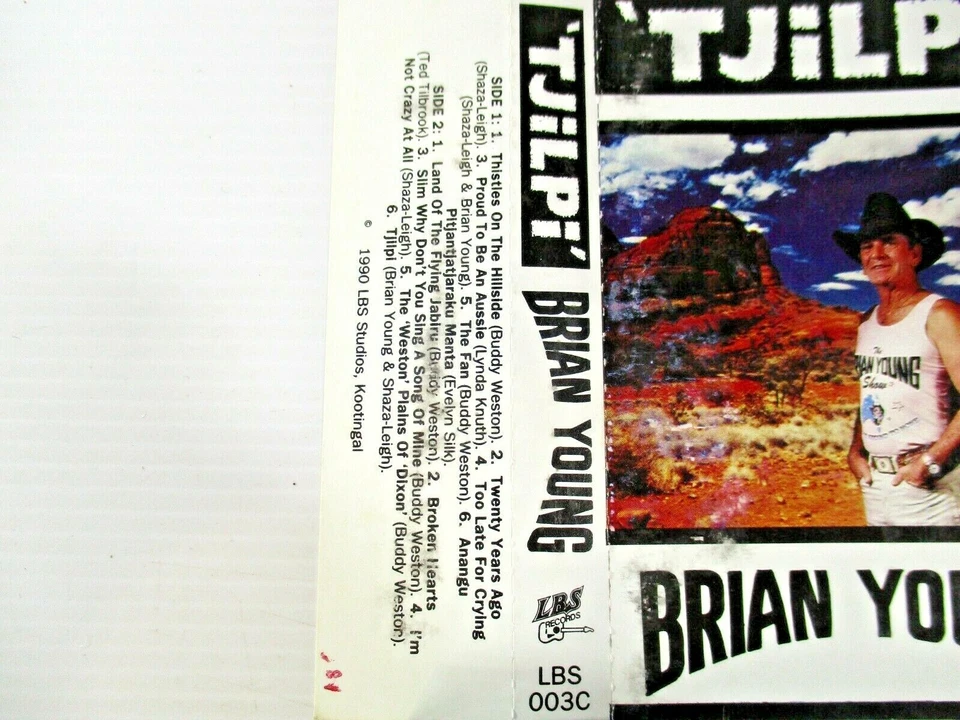 SIDE 1: 1. Thistles On The Hillside (Buddy Weston). 2. Twenty Years Ago
(Shaza-Leigh). 3. Proud To Be An Aussie (Lynda Knuth). 4. Too Late For Crying
(Shaza-Leigh & Brian Young). 5. The Fan (Buddy Weston). 6. Anangu
Pitjantjatjaraku Manta (Evelyn Silk).
SIDE 2: 1. Land Of The Flying Jabiru (Buddy Weston). 2. Broken Hearts
(Ted Tilbrook). 3. Slim Why Don't You Sing A Song Of Mine (Buddy Weston). 4. I'm
Not Crazy At All (Shaza-Leigh). 5. The 'Weston' Plains Of 'Dixon' (Buddy Weston).
6. Tjilpi (Brian Young & Shaza-Leigh).
© 1990 LBS Studios, Kootingal
'TJiLPi' BRIAN YOUNG
LBS
RECORDS
LBS
003C
'TJiLP
The
IAN YOUNG
Show
BRIAN YOU